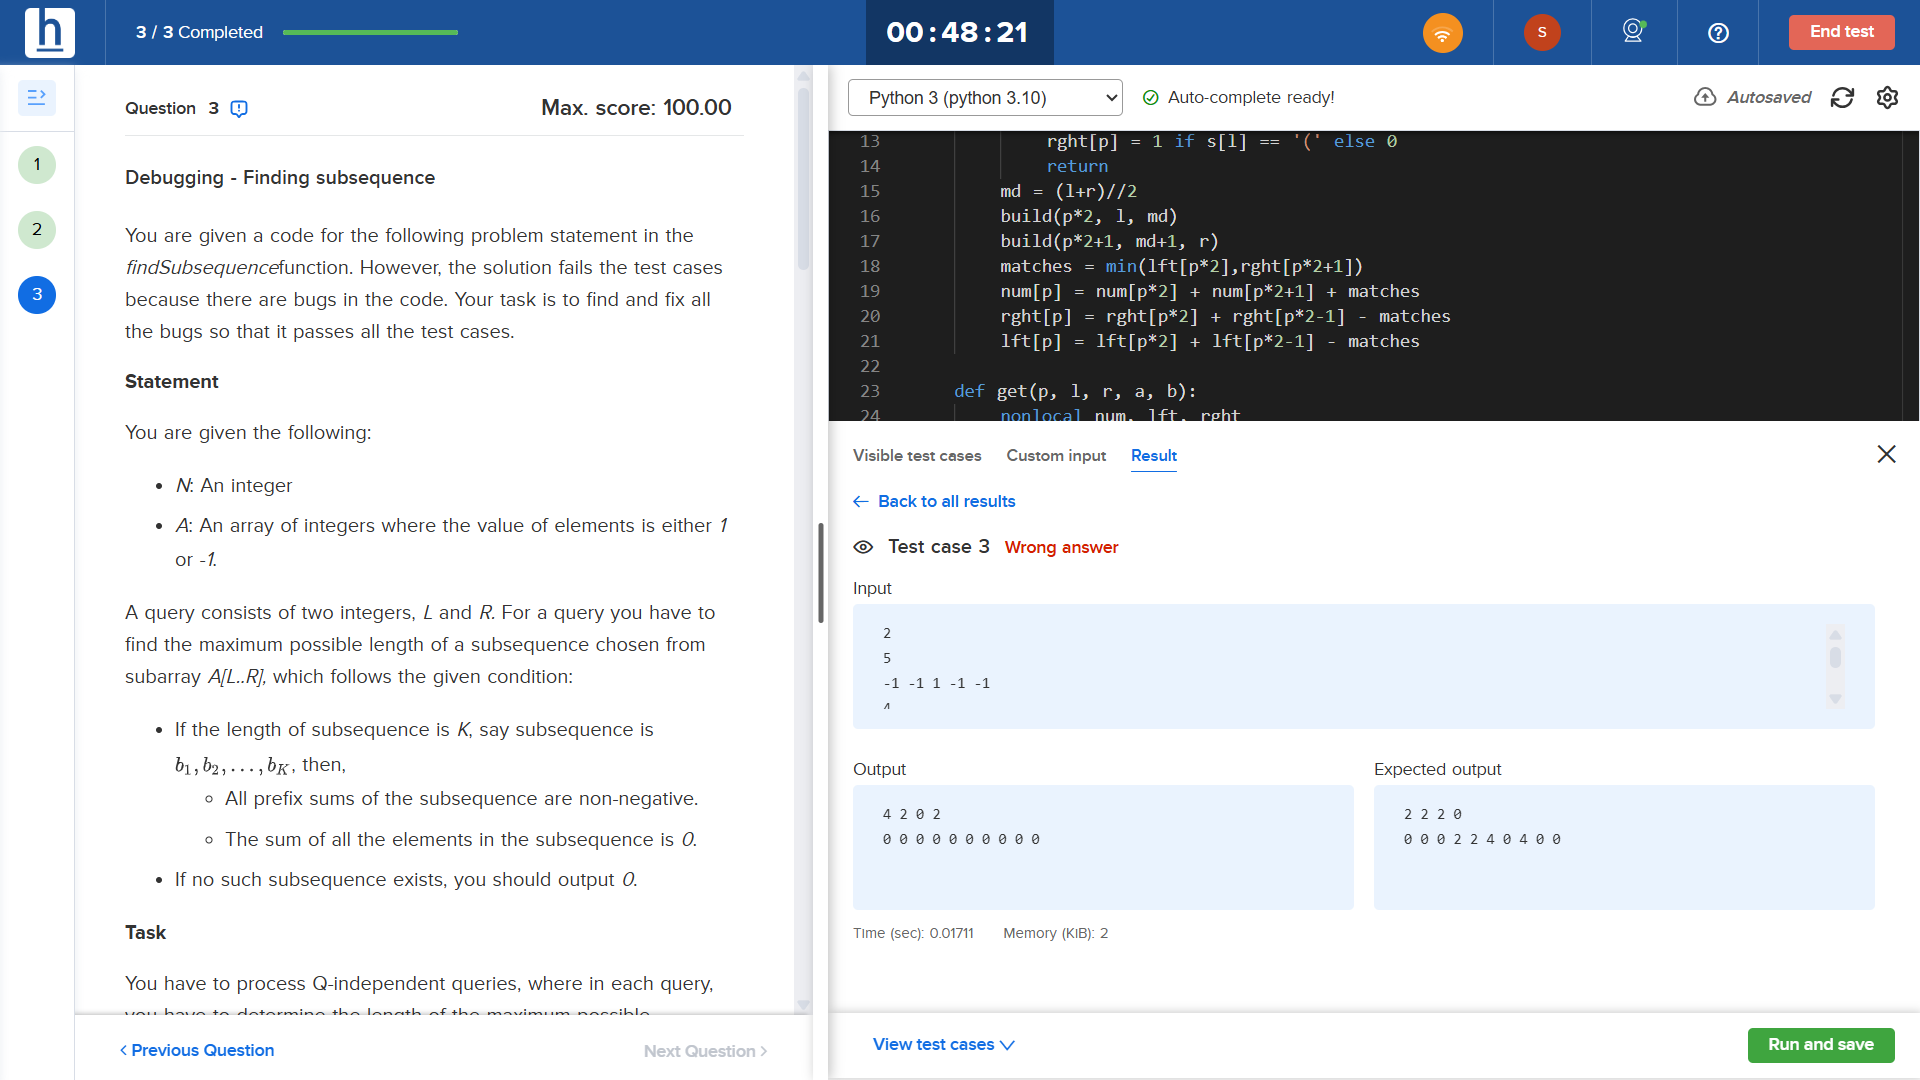 h
3 / 3 Completed
00:48:21
S
?
End test
1
2
3
Question 3
Max. score: 100.00
Debugging - Finding subsequence
You are given a code for the following problem statement in the
findSubsequencefunction. However, the solution fails the test cases
because there are bugs in the code. Your task is to find and fix all
the bugs so that it passes all the test cases.
Statement
You are given the following:
• N: An integer
• A: An array of integers where the value of elements is either 1
or -1.
A query consists of two integers, L and R. For a query you have to
find the maximum possible length of a subsequence chosen from
subarray A[L..R], which follows the given condition:
• If the length of subsequence is K, say subsequence is
b₁, b₂, . . . , bK, then,
◦ All prefix sums of the subsequence are non-negative.
◦ The sum of all the elements in the subsequence is 0.
• If no such subsequence exists, you should output 0.
Task
You have to process Q-independent queries, where in each query,
you have to determine the length of the maximum possible
< Previous Question
Next Question >
Python 3 (python 3.10)
Auto-complete ready!
Autosaved
13 rght[p] = 1 if s[l] == '(' else 0
14 return
15 md = (l+r)//2
16 build(p*2, l, md)
17 build(p*2+1, md+1, r)
18 matches = min(lft[p*2],rght[p*2+1])
19 num[p] = num[p*2] + num[p*2+1] + matches
20 rght[p] = rght[p*2] + rght[p*2-1] - matches
21 lft[p] = lft[p*2] + lft[p*2-1] - matches
22
23 def get(p, l, r, a, b):
24 nonlocal num, lft, rght
Visible test cases
Custom input
Result
← Back to all results
Test case 3 Wrong answer
Input
2
5
-1 -1 1 -1 -1
4
Output
4 2 0 2
0 0 0 0 0 0 0 0 0 0
Expected output
2 2 2 0
0 0 0 2 2 4 0 4 0 0
Time (sec): 0.01711
Memory (KiB): 2
View test cases
Run and save